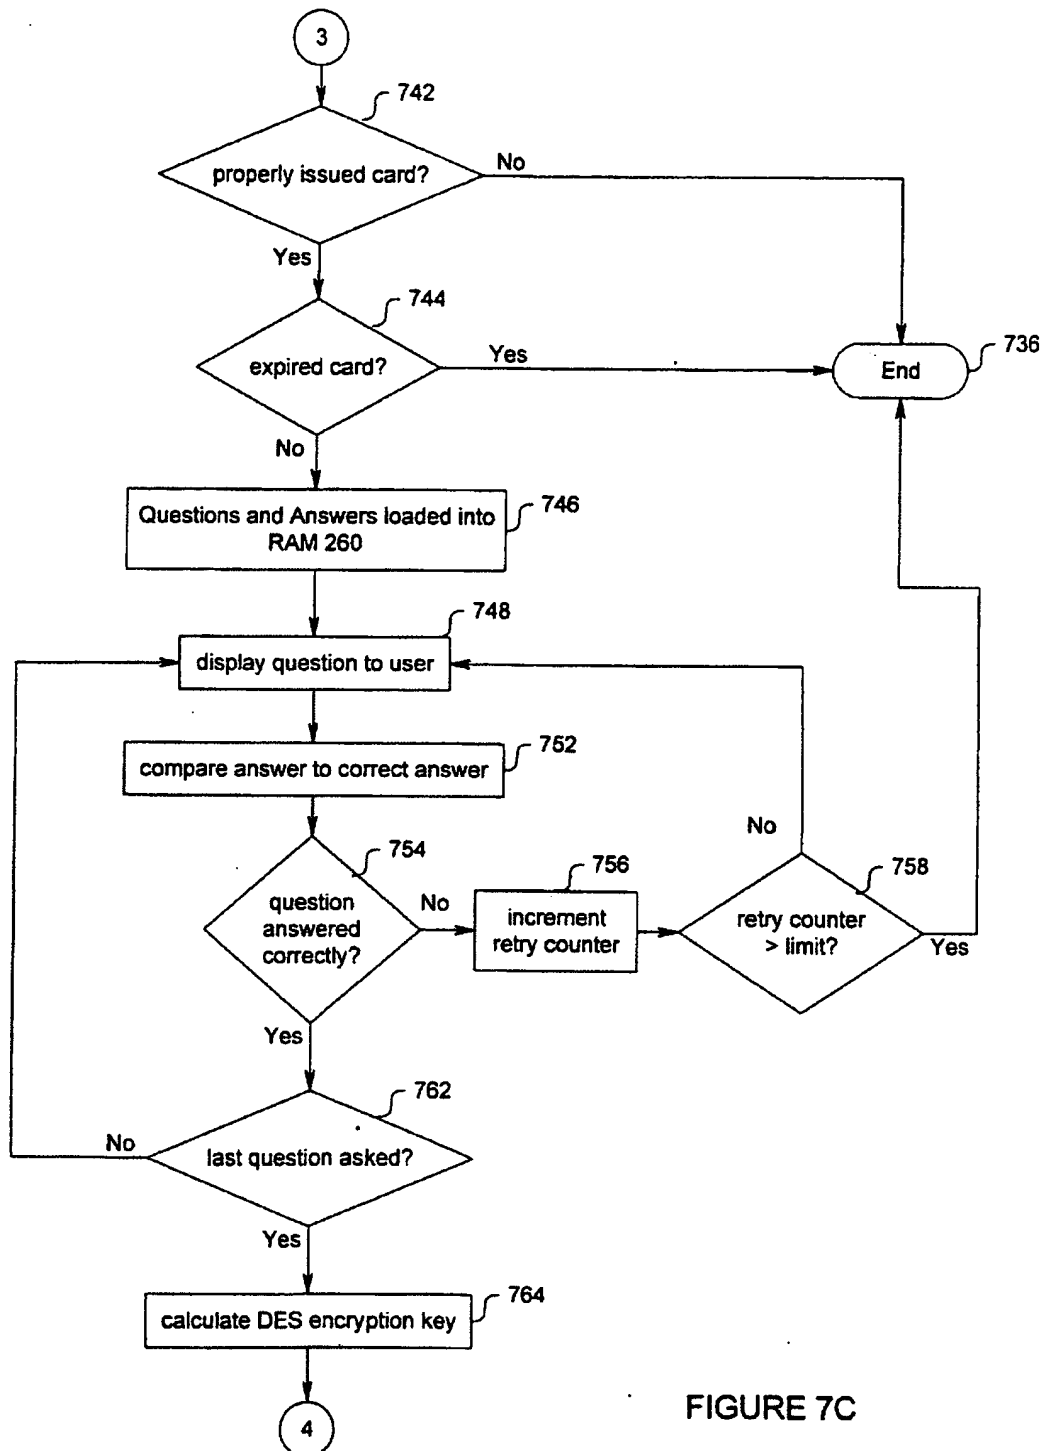 3
742
properly issued card?
No
Yes
744
expired card?
Yes
736
End
No
746
Questions and Answers loaded into
RAM 260
748
display question to user
752
compare answer to correct answer
No
754
756
758
question
answered
correctly?
No
increment
retry counter
retry counter
> limit?
Yes
Yes
762
No
last question asked?
Yes
764
calculate DES encryption key
4
FIGURE 7C